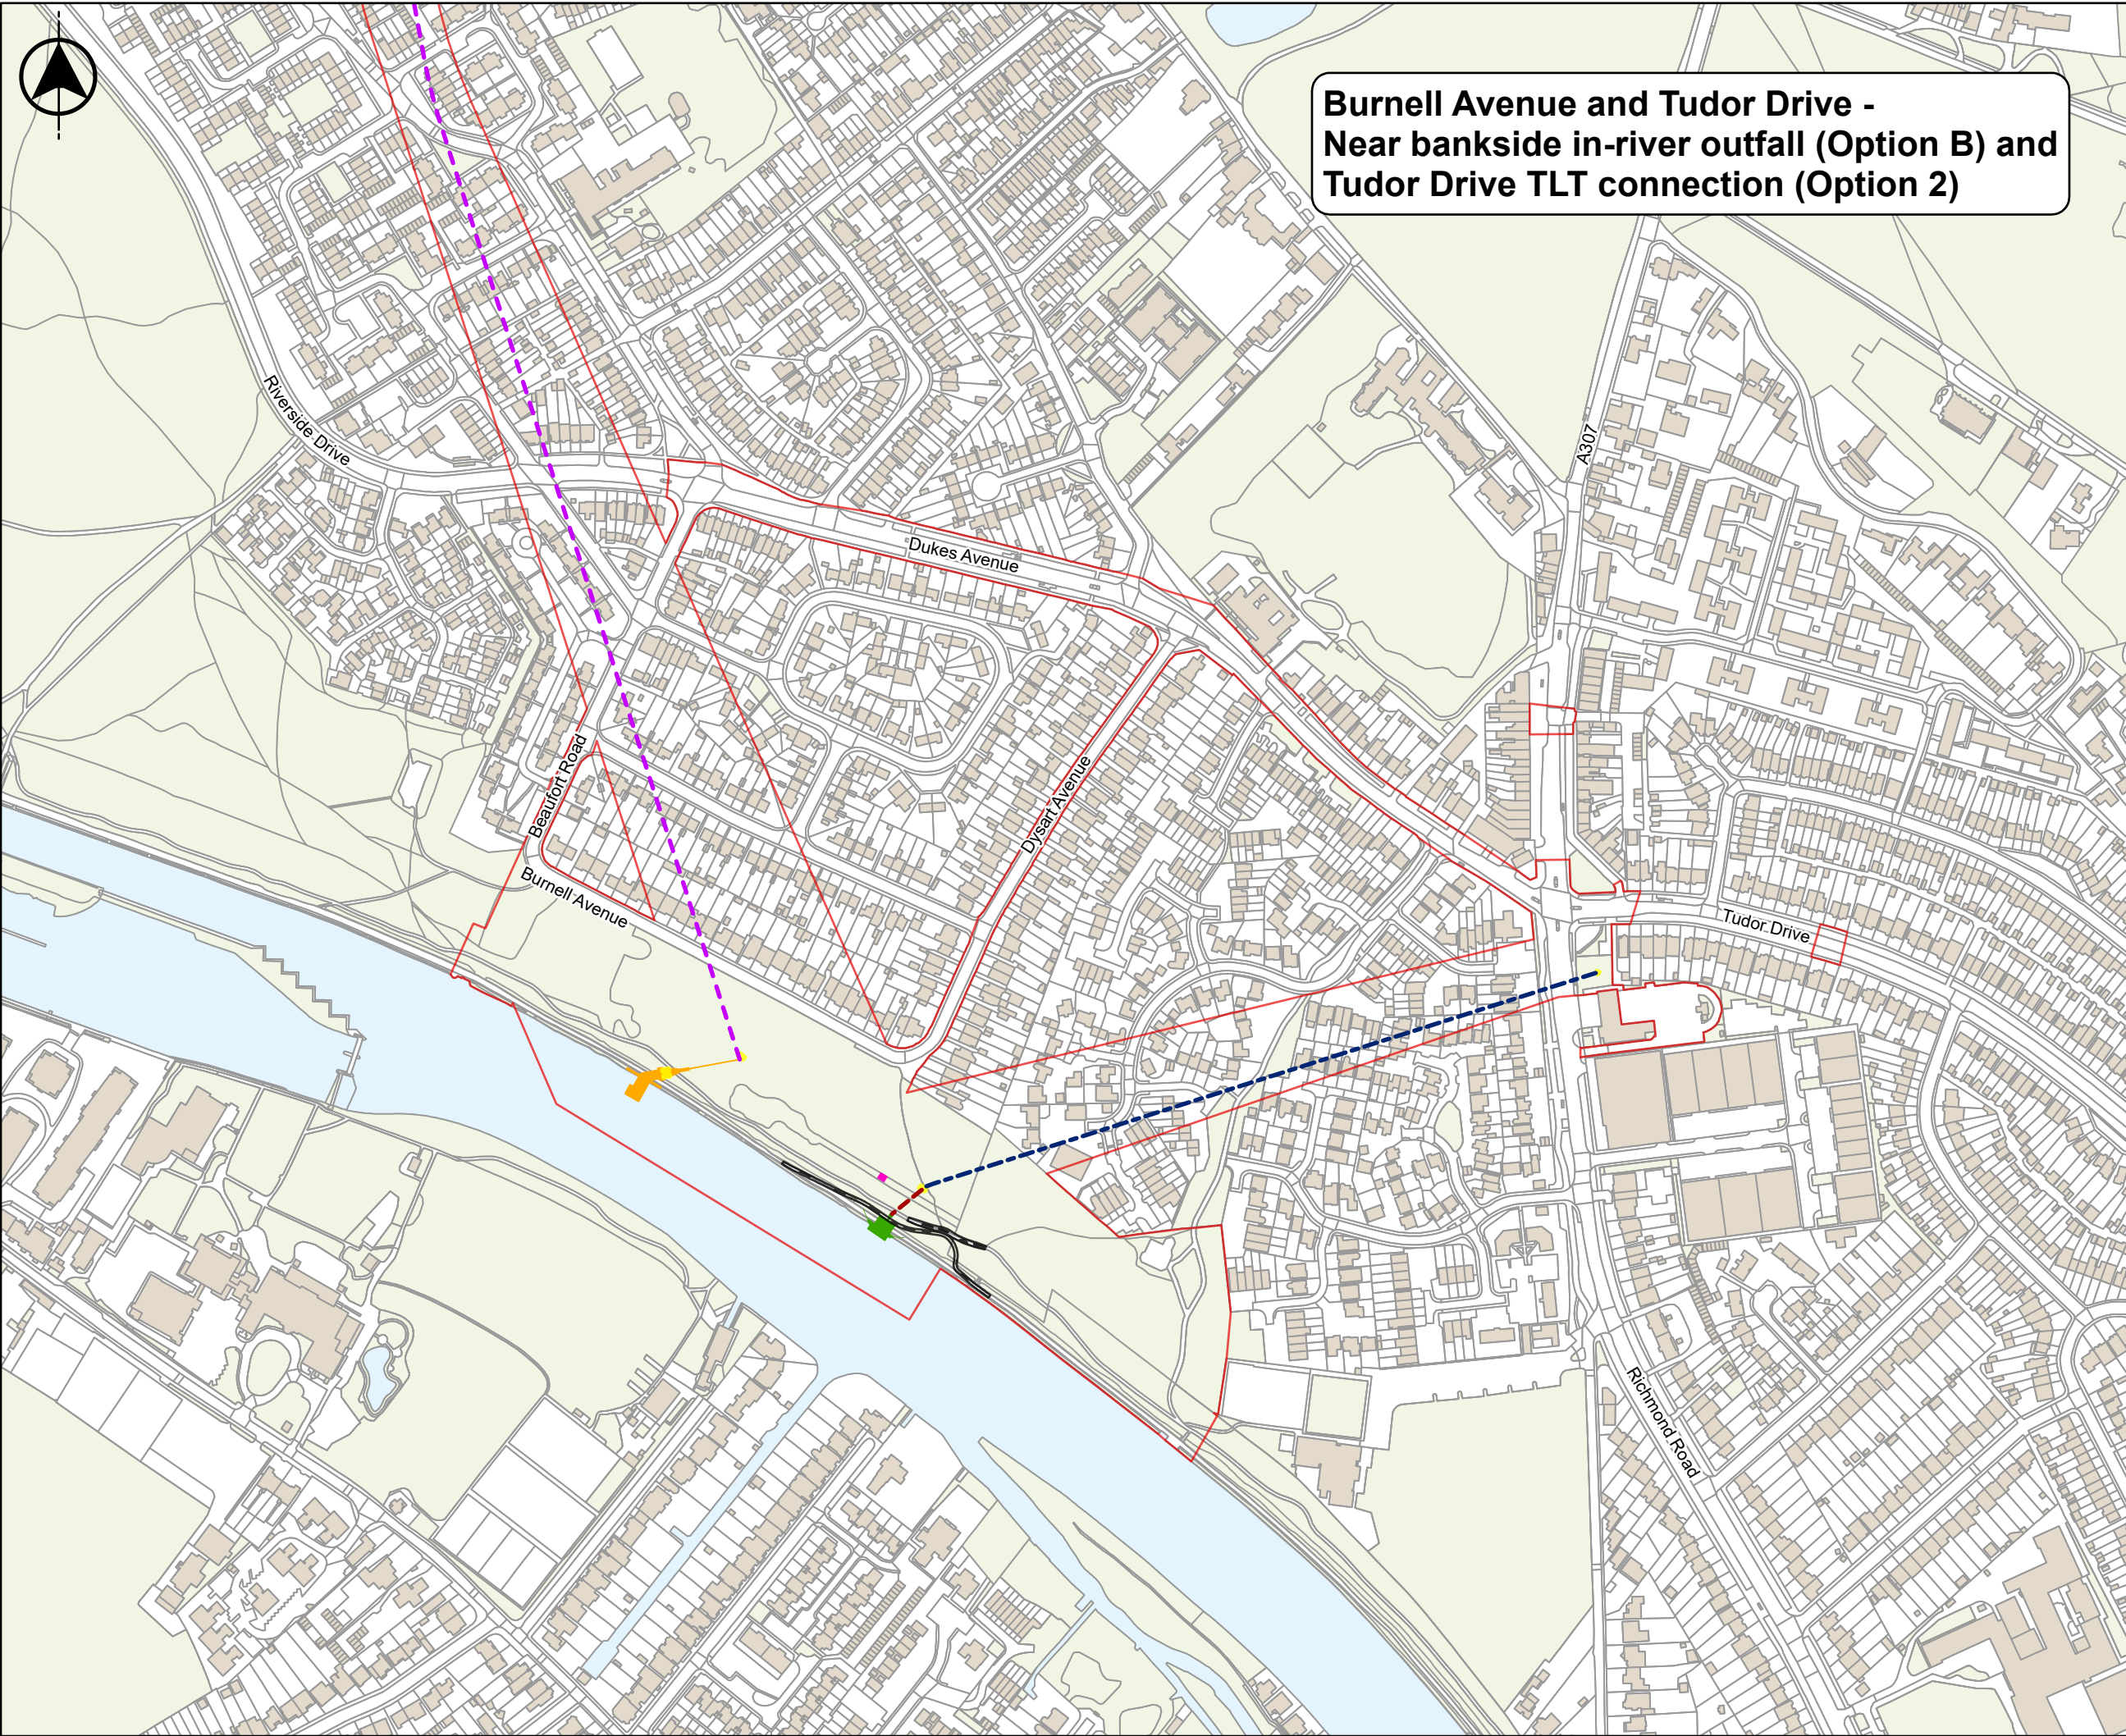 Burnell Avenue and Tudor Drive -
Near bankside in-river outfall (Option B) and
Tudor Drive TLT connection (Option 2)
Riverside Drive
A307
Dukes Avenue
Beaufort Road
Dysart Avenue
Burnell Avenue
Tudor Drive
Richmond Road